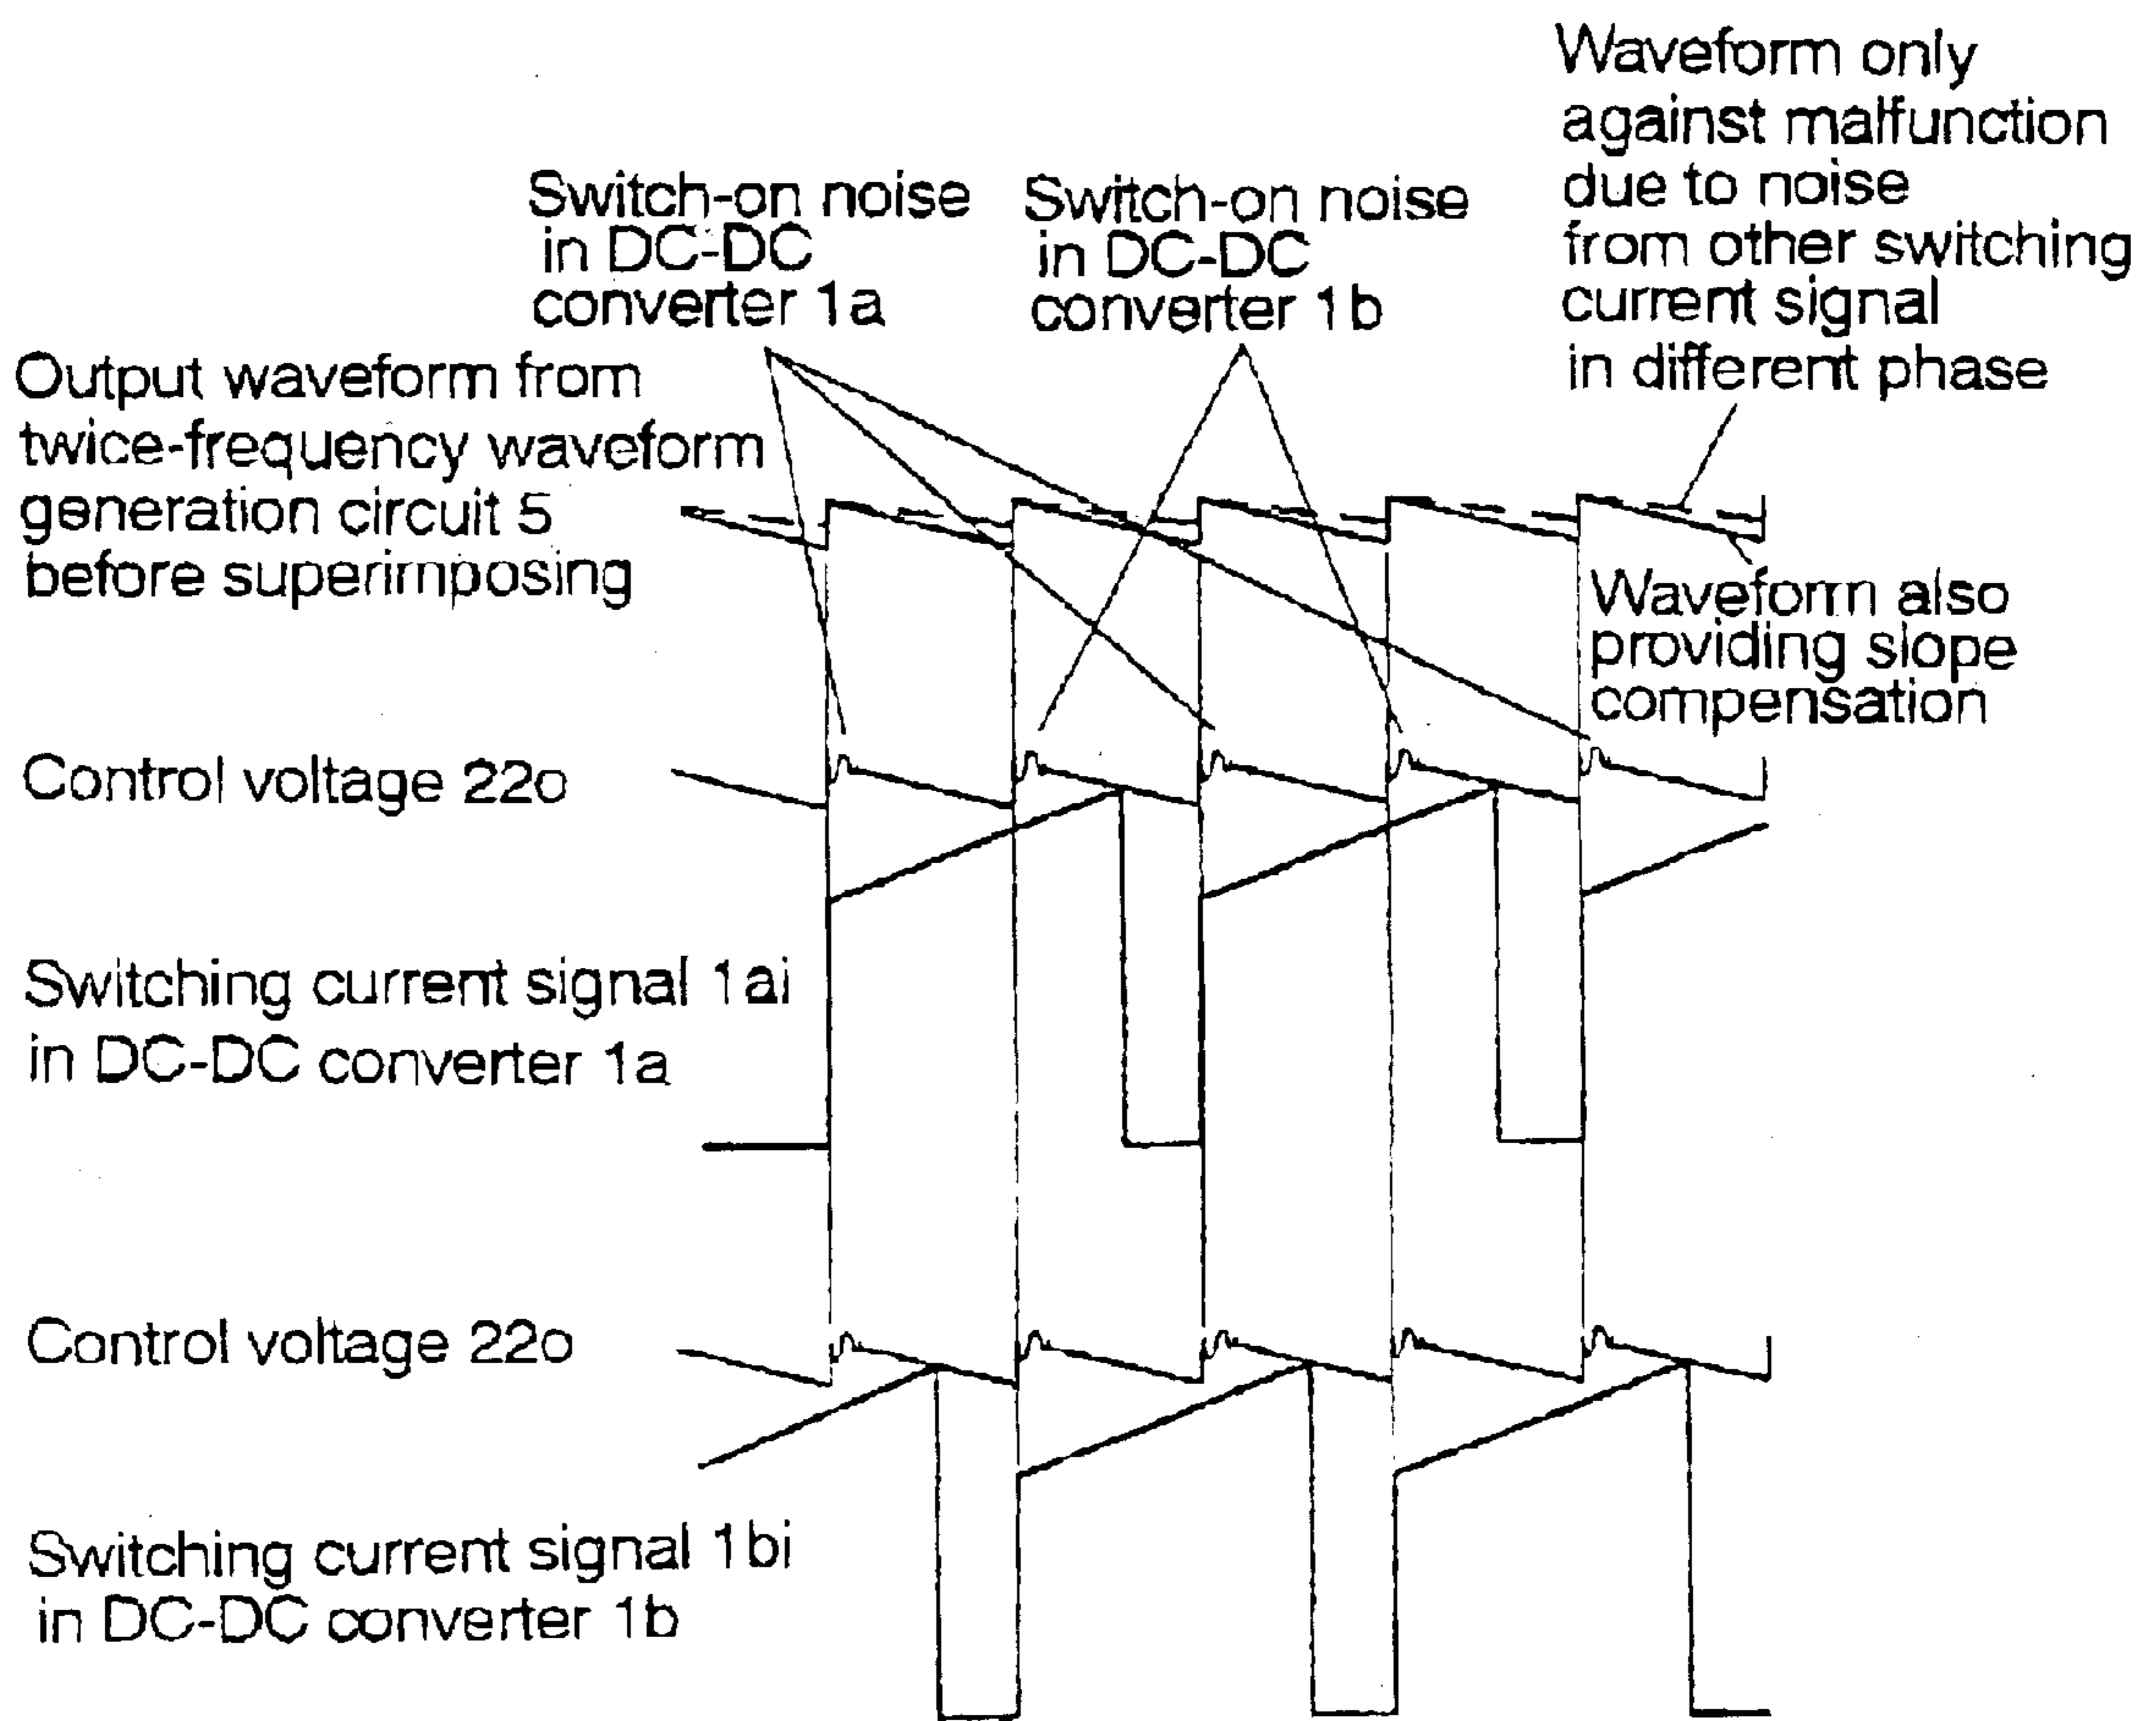 Waveform only
against malfunction
due to noise
from other switching
current signal
in different phase
Switch-on noise
in DC-DC
converter 1a
Switch-on noise
in DC-DC
converter 1b
Output waveform from
twice-frequency waveform
generation circuit 5
before superimposing
Waveform also
providing slope
compensation
Control voltage 22o
Switching current signal 1ai
in DC-DC converter 1a
Control voltage 22o
Switching current signal 1bi
in DC-DC converter 1b